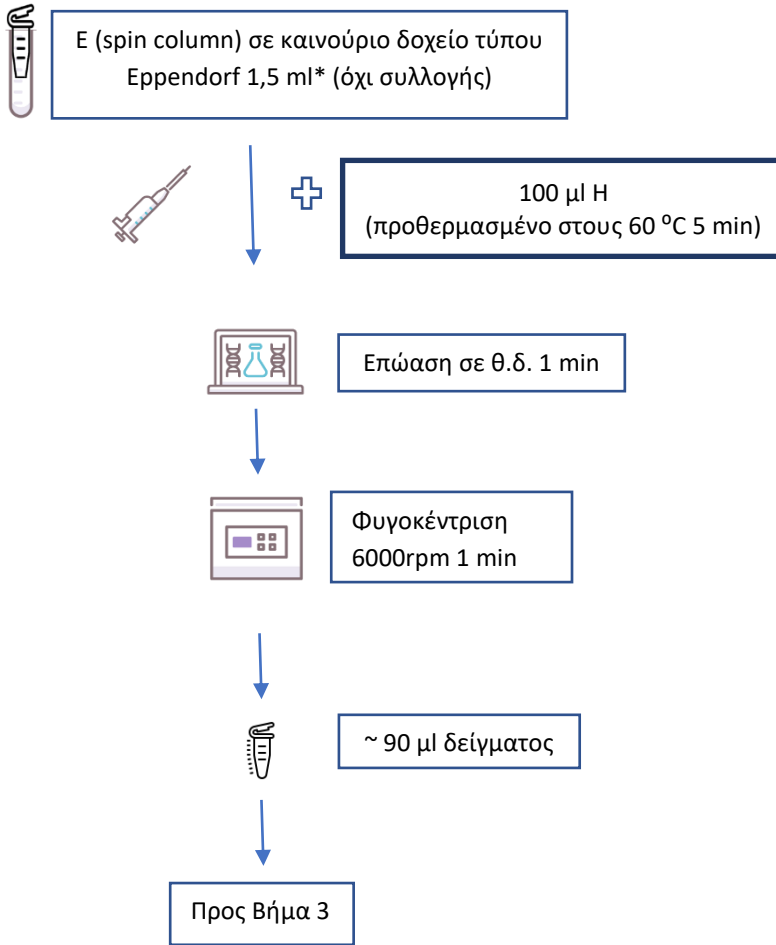 Ε (spin column) σε καινούριο δοχείο τύπου
Eppendorf 1,5 ml* (όχι συλλογής)
100 μl H
(προθερμασμένο στους 60 ⁰C 5 min)
Επώαση σε θ.δ. 1 min
Φυγοκέντριση
6000rpm 1 min
~ 90 μl δείγματος
Προς Βήμα 3